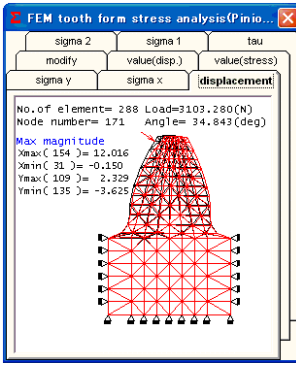 FEM tooth form stress analysis(Pinio...
sigma 2 sigma 1 tau
modify value(disp.) value(stress)
sigma y sigma x displacement
No.of element= 288 Load=3103.280(N)
Node number= 171 Angle= 34.843(deg)
Max magnitude
Xmax( 154 )= 12.016
Xmin( 31 )= -0.150
Ymax( 109 )= 2.329
Ymin( 135 )= -3.625